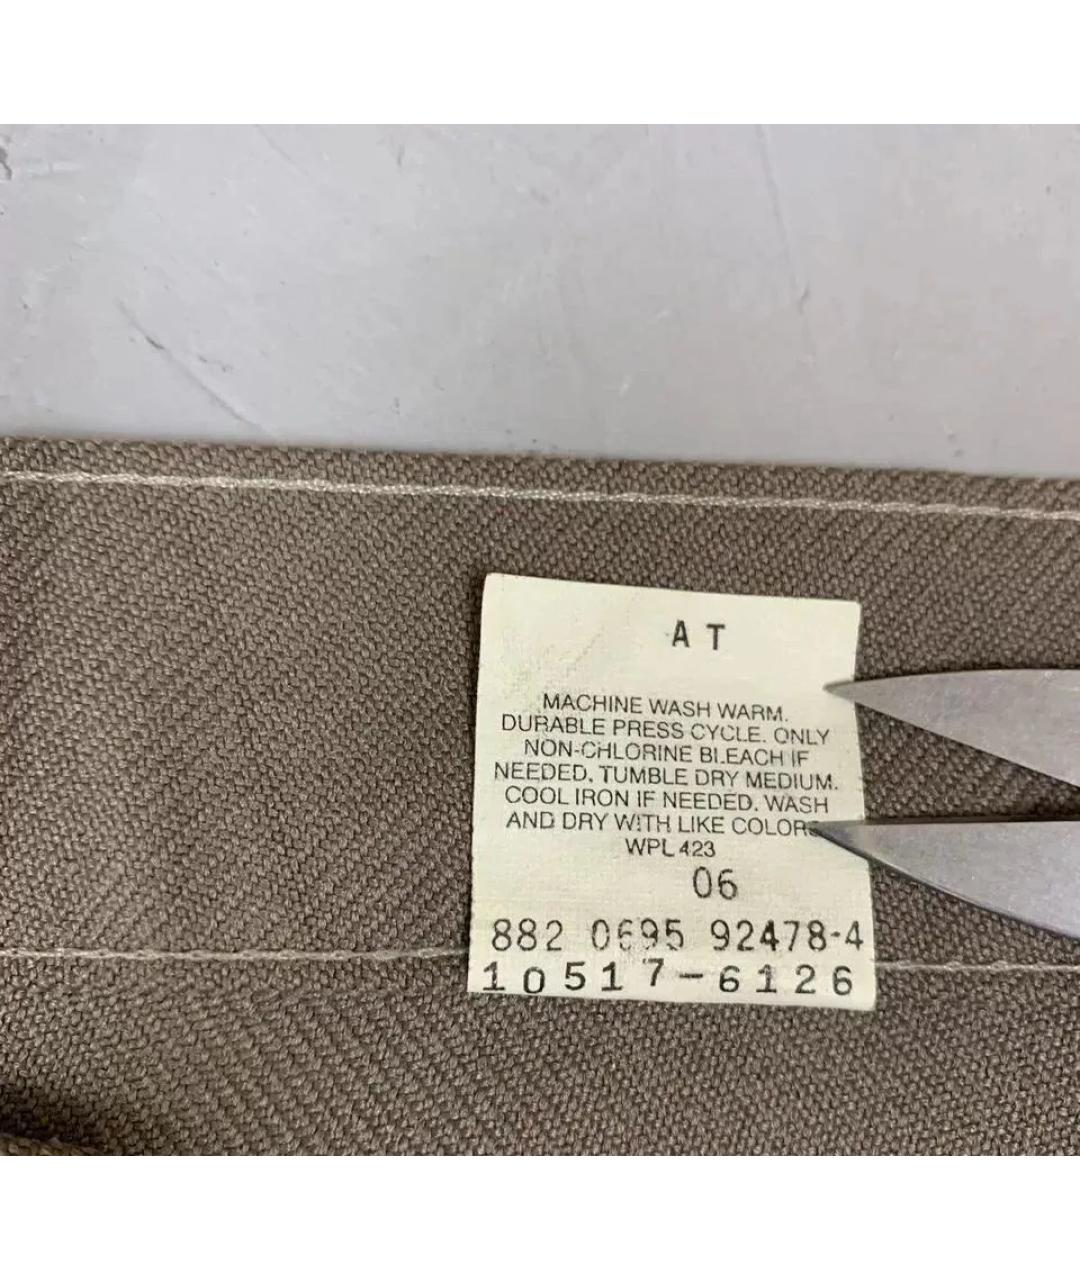 AT
MACHINE WASH WARM.
DURABLE PRESS CYCLE. ONLY
NON-CHLORINE BLEACH IF
NEEDED. TUMBLE DRY MEDIUM.
COOL IRON IF NEEDED. WASH
AND DRY WITH LIKE COLORS
WPL 423
06
882 0695 92478-4
10517-6126